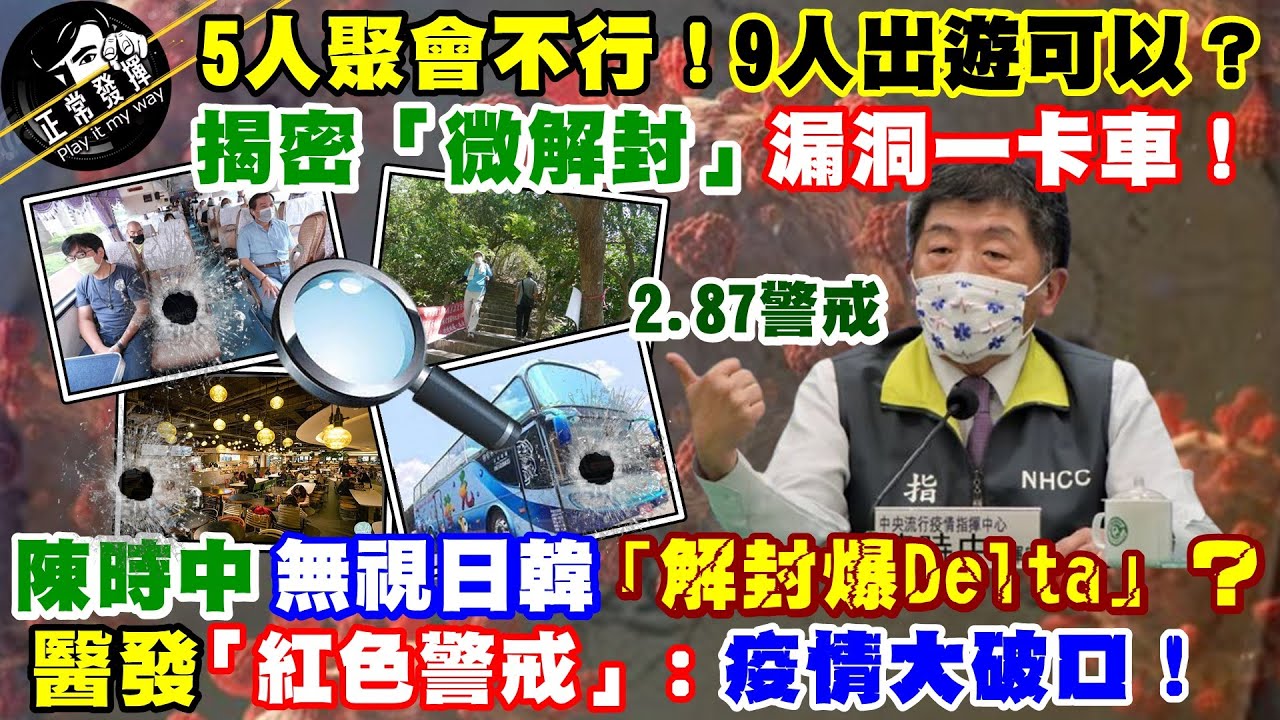 5人聚會不行！9人出遊可以？
正常發揮
Play it my way
揭密「微解封」漏洞一卡車！
2.87警戒
指
NHCC
中央流行疫情指揮中心
陳時中無視日韓「解封爆Delta」？
醫發「紅色警戒」：疫情大破口！